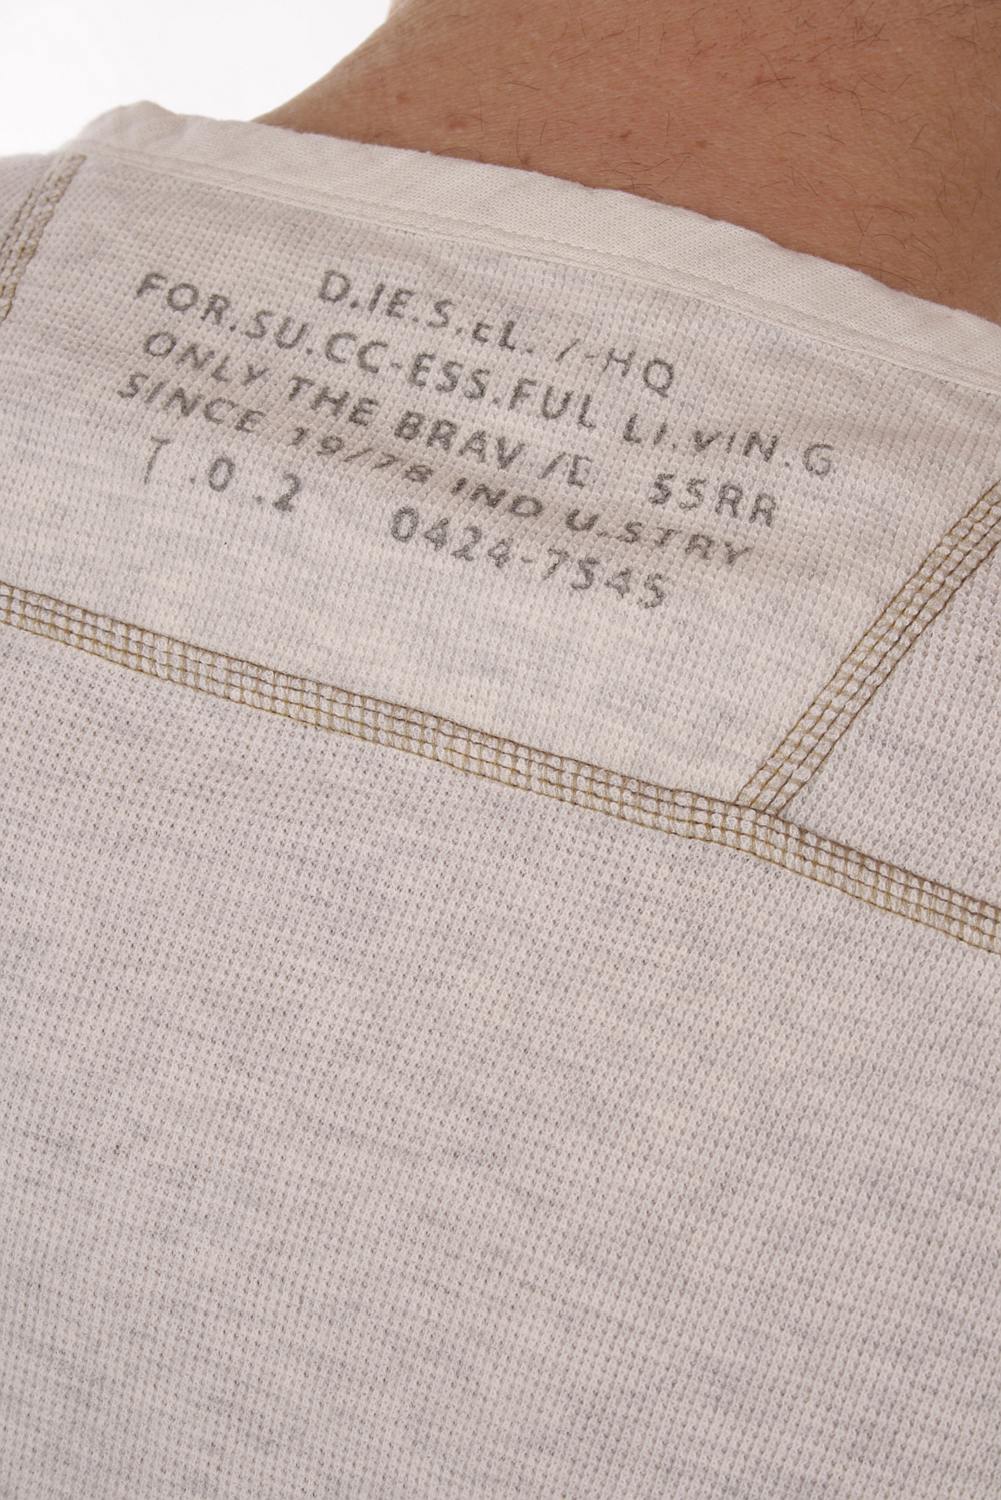 D.IE.S.EL. /-HQ
FOR.SU.CC-ESS.FUL LI.VIN.G
ONLY THE BRAV /E 55RR
SINCE 19/78 IND U.STRY
T .0 .2 0424-7545